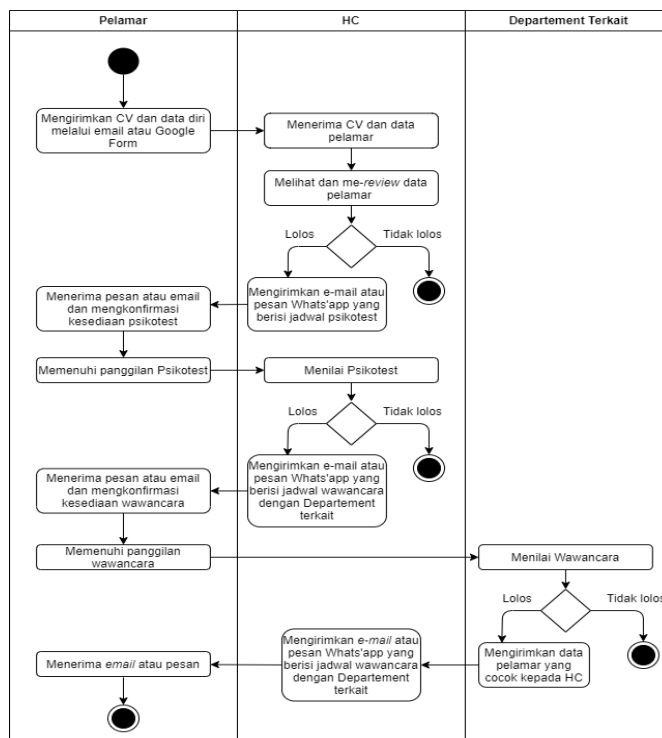 Pelamar
HC
Departement Terkait
Mengirimkan CV dan data diri
melalui email atau Google
Form
Menerima CV dan data
pelamar
Melihat dan me-review data
pelamar
Lolos
Tidak lolos
Mengirimkan e-mail atau
pesan Whats'app yang
berisi jadwal psikotest
Menerima pesan atau email
dan mengkonfirmasi
kesediaan psikotest
Memenuhi panggilan Psikotest
Menilai Psikotest
Lolos
Tidak lolos
Mengirimkan e-mail atau
pesan Whats'app yang
berisi jadwal wawancara
dengan Departement
terkait
Menerima pesan atau email
dan mengkonfirmasi
kesediaan wawancara
Memenuhi panggilan
wawancara
Menilai Wawancara
Lolos
Tidak lolos
Mengirimkan data
pelamar yang
cocok kepada HC
Mengirimkan e-mail atau
pesan Whats'app yang
berisi jadwal wawancara
dengan Departement
terkait
Menerima email atau pesan